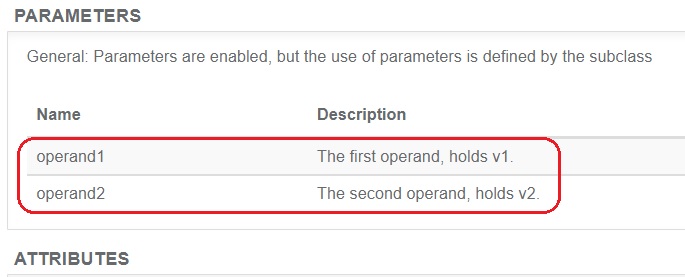 PARAMETERS
General: Parameters are enabled, but the use of parameters is defined by the subclass
Name Description
operand1 The first operand, holds v1.
operand2 The second operand, holds v2.
ATTRIBUTES